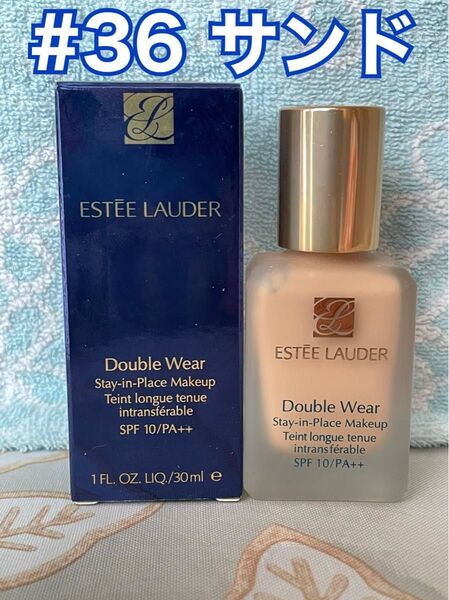 #36 サンド
ESTĒE LAUDER
Double Wear
Stay-in-Place Makeup
Teint longue tenue
intransférable
SPF 10/PA++
1 FL. OZ. LIQ./30ml ℮
ESTĒE LAUDER
Double Wear
Stay-in-Place Makeup
Teint longue tenue
intransférable
SPF 10/PA++